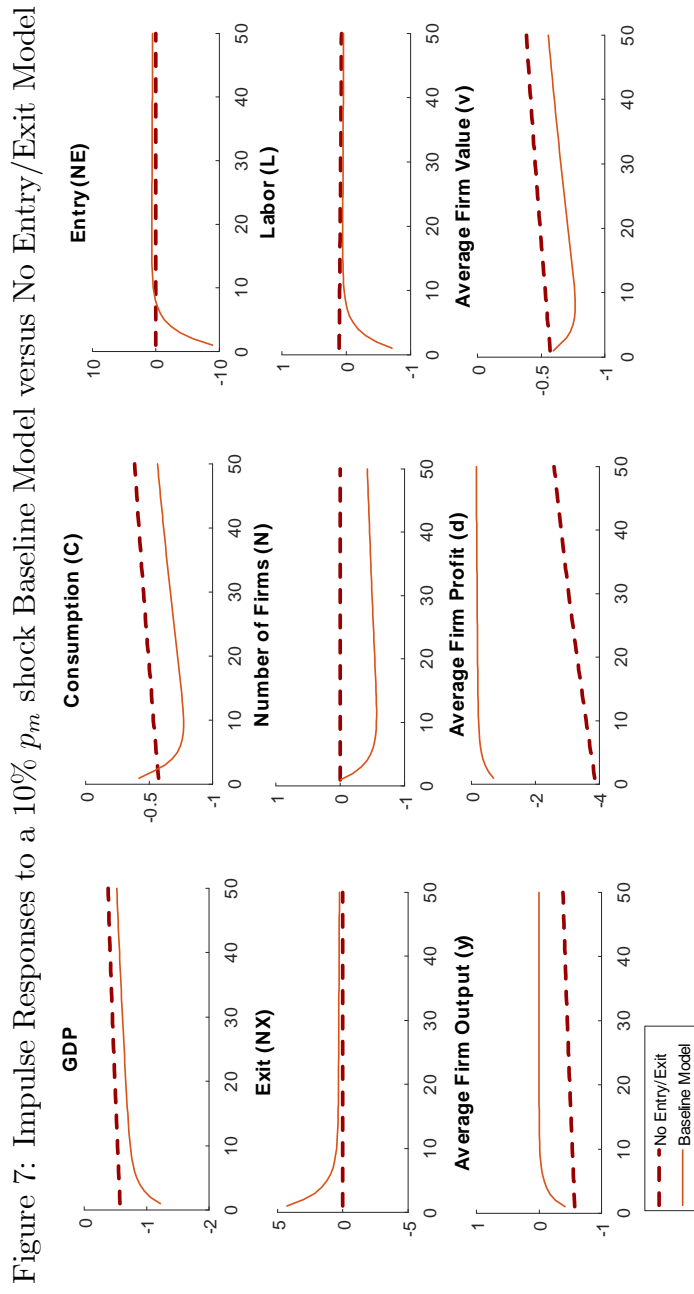 Figure 7: Impulse Responses to a 10% p_m shock Baseline Model versus No Entry/Exit Model
GDP
0
-1
-2
0 10 20 30 40 50
Consumption (C)
0
-0.5
-1
0 10 20 30 40 50
Entry(NE)
10
0
-10
0 10 20 30 40 50
Exit (NX)
5
0
-5
0 10 20 30 40 50
Number of Firms (N)
1
0
-1
0 10 20 30 40 50
Labor (L)
1
0
-1
0 10 20 30 40 50
Average Firm Output (y)
1
0
-1
0 10 20 30 40 50
Average Firm Profit (d)
0
-2
-4
0 10 20 30 40 50
Average Firm Value (v)
0
-0.5
-1
0 10 20 30 40 50
No Entry/Exit
Baseline Model